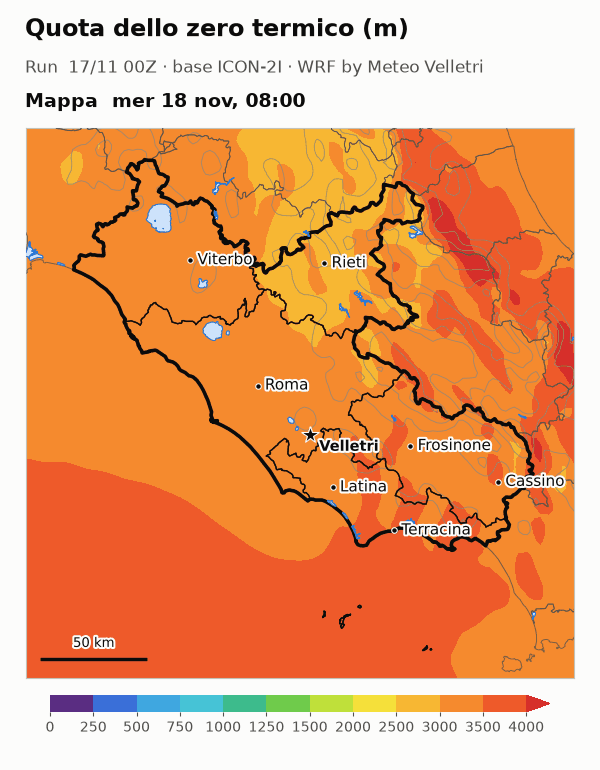 Quota dello zero termico (m)
Run 17/11 00Z · base ICON-2I · WRF by Meteo Velletri
Mappa mer 18 nov, 08:00
Viterbo
Rieti
Roma
Velletri
Frosinone
Cassino
Latina
Terracina
50 km
0 250 500 750 1000 1250 1500 2000 2500 3000 3500 4000